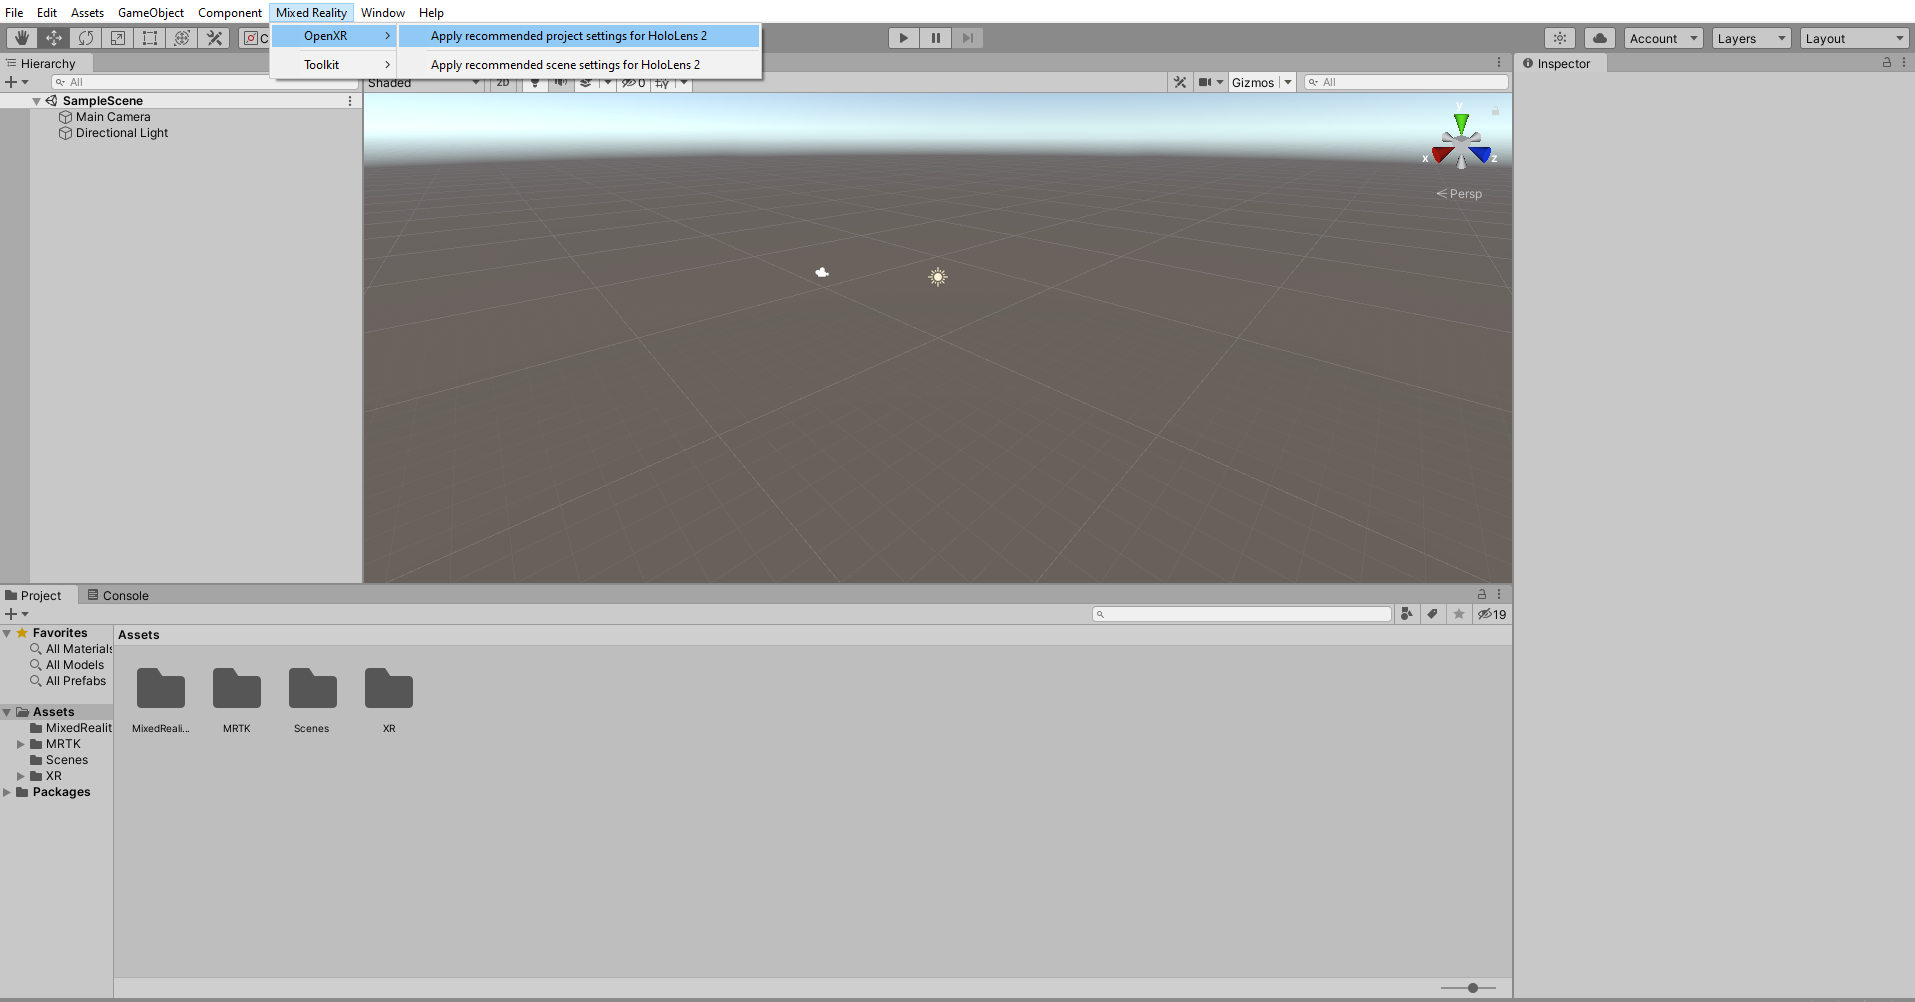 File Edit Assets GameObject Component Mixed Reality Window Help
OpenXR
Toolkit
Apply recommended project settings for HoloLens 2
Apply recommended scene settings for HoloLens 2
C
Account
Layers
Layout
Hierarchy
All
SampleScene
Main Camera
Directional Light
Shaded
2D
0
Gizmos
All
y
x
z
Persp
Inspector
Project
Console
19
Favorites
All Materials
All Models
All Prefabs
Assets
MixedRealit
MRTK
Scenes
XR
Packages
Assets
MixedReali...
MRTK
Scenes
XR